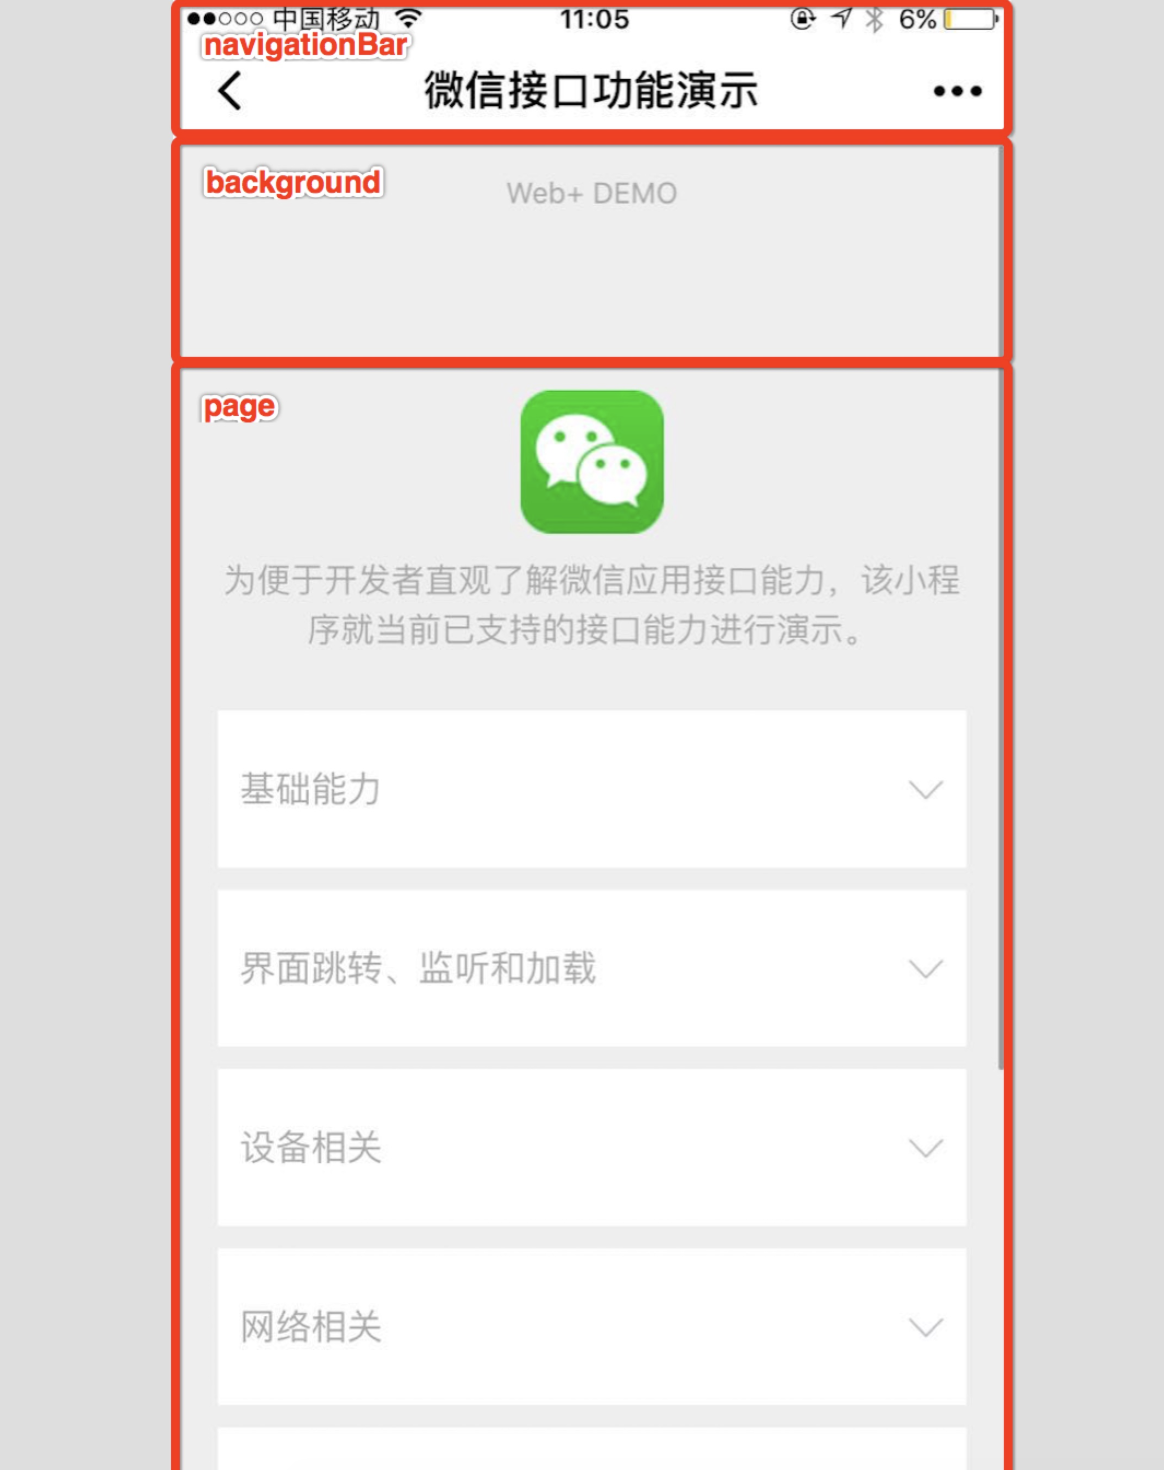 中国移动 11:05 6%
navigationBar
微信接口功能演示
background
Web+ DEMO
page
为便于开发者直观了解微信应用接口能力，该小程
序就当前已支持的接口能力进行演示。
基础能力
界面跳转、监听和加载
设备相关
网络相关